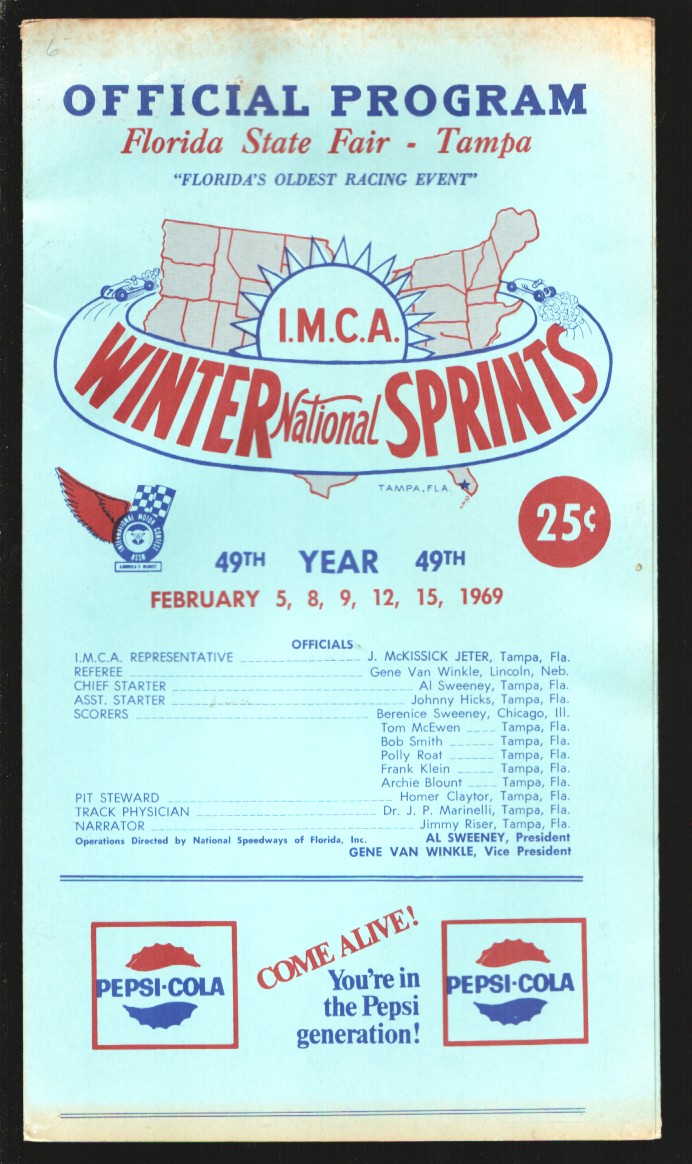 6
OFFICIAL PROGRAM
Florida State Fair - Tampa
"FLORIDA'S OLDEST RACING EVENT"
I.M.C.A.
WINTER National SPRINTS
TAMPA, FLA.
INTERNATIONAL MOTOR CONTEST ASSN
25¢
49TH YEAR 49TH
FEBRUARY 5, 8, 9, 12, 15, 1969
OFFICIALS
I.M.C.A. REPRESENTATIVE J. McKISSICK JETER, Tampa, Fla.
REFEREE Gene Van Winkle, Lincoln, Neb.
CHIEF STARTER Al Sweeney, Tampa, Fla.
ASST. STARTER Johnny Hicks, Tampa, Fla.
SCORERS Berenice Sweeney, Chicago, Ill.
Tom McEwen Tampa, Fla.
Bob Smith Tampa, Fla.
Polly Roat Tampa, Fla.
Frank Klein Tampa, Fla.
Archie Blount Tampa, Fla.
PIT STEWARD Homer Claytor, Tampa, Fla.
TRACK PHYSICIAN Dr. J. P. Marinelli, Tampa, Fla.
NARRATOR Jimmy Riser, Tampa, Fla.
Operations Directed by National Speedways of Florida, Inc. AL SWEENEY, President
GENE VAN WINKLE, Vice President
PEPSI-COLA
COME ALIVE!
You're in
the Pepsi
generation!
PEPSI-COLA